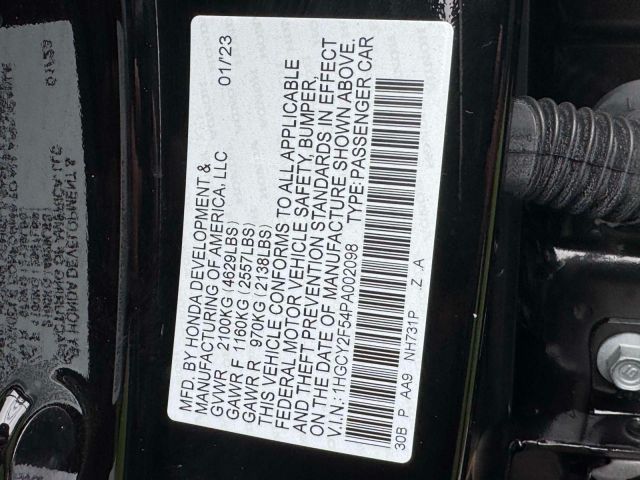 MFD. BY HONDA DEVELOPMENT &
MANUFACTURING OF AMERICA, LLC 01/23
GVWR 2100KG (4629LBS)
GAWR F 1160KG (2557LBS)
GAWR R 970KG (2138LBS)
THIS VEHICLE CONFORMS TO ALL APPLICABLE
FEDERAL MOTOR VEHICLE SAFETY, BUMPER,
AND THEFT PREVENTION STANDARDS IN EFFECT
ON THE DATE OF MANUFACTURE SHOWN ABOVE.
V.I.N.: 1HGCY2F54PA002098 TYPE: PASSENGER CAR
30B P AA9 NH731P Z A